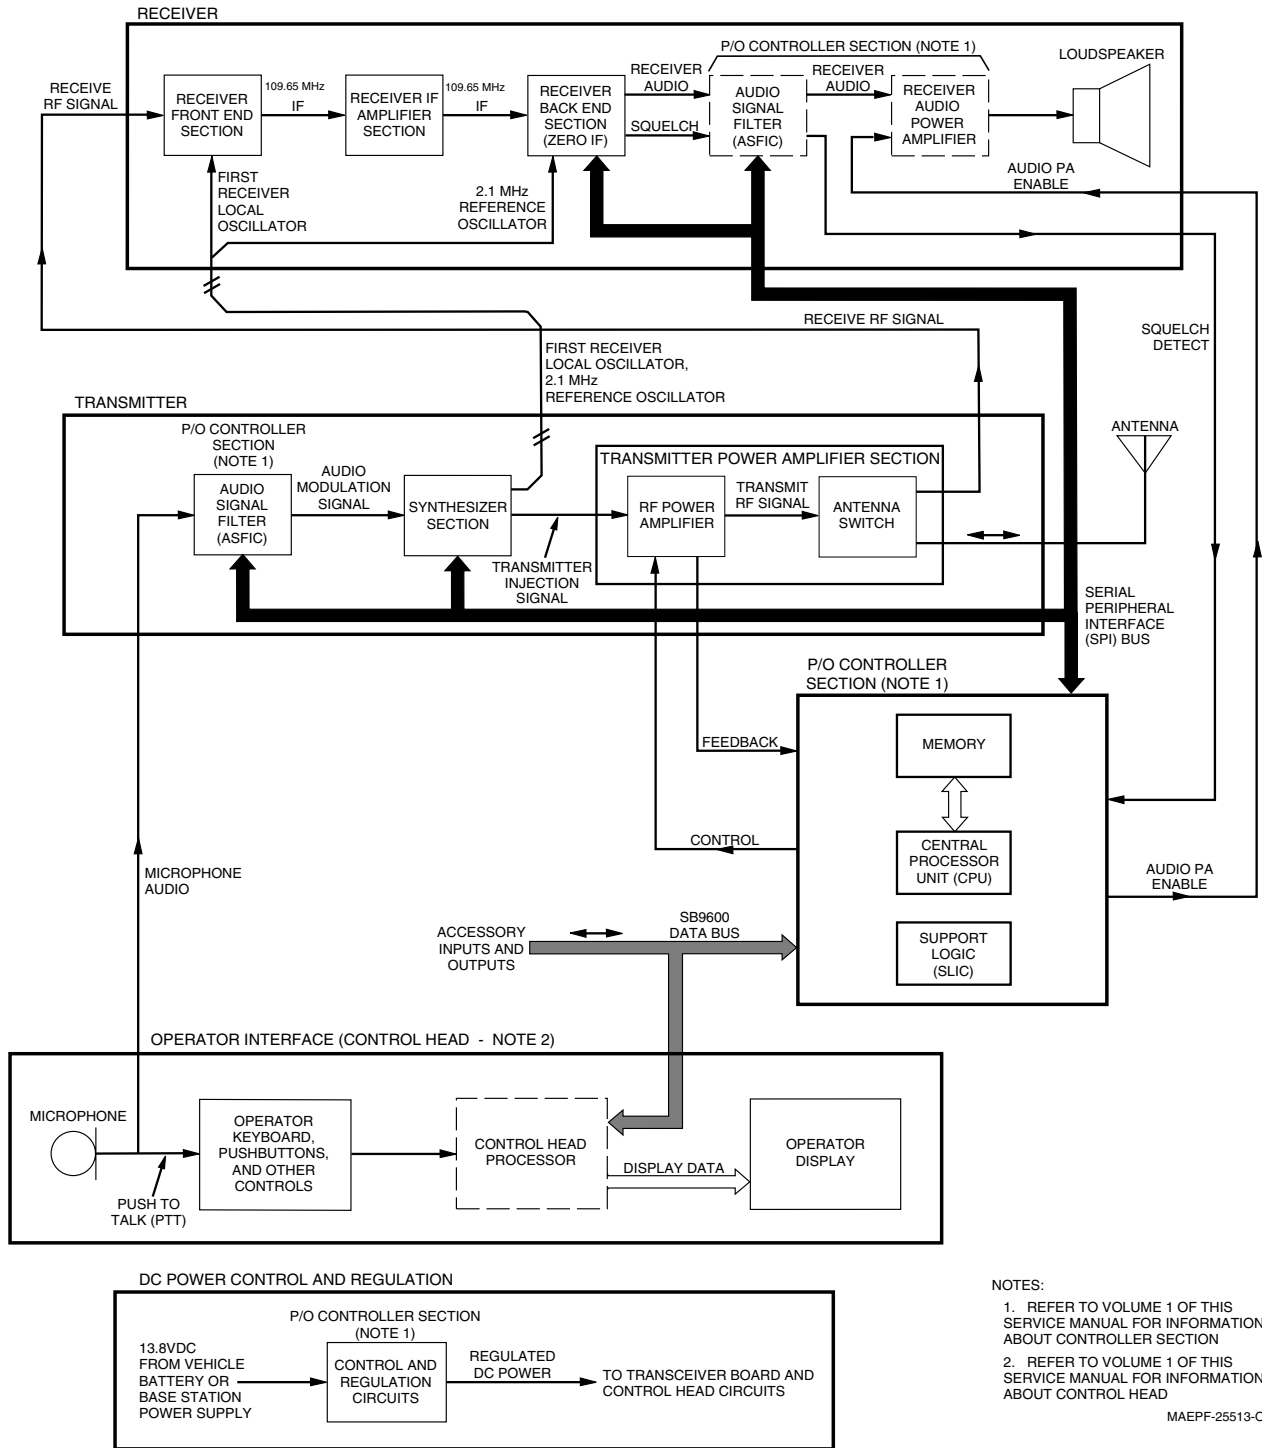 RECEIVER
P/O CONTROLLER SECTION (NOTE 1)
LOUDSPEAKER
RECEIVE
RF SIGNAL
RECEIVER
FRONT END
SECTION
109.65 MHz
IF
RECEIVER IF
AMPLIFIER
SECTION
109.65 MHz
IF
RECEIVER
BACK END
SECTION
(ZERO IF)
RECEIVER
AUDIO
SQUELCH
AUDIO
SIGNAL
FILTER
(ASFIC)
RECEIVER
AUDIO
RECEIVER
AUDIO
POWER
AMPLIFIER
AUDIO PA
ENABLE
FIRST
RECEIVER
LOCAL
OSCILLATOR
2.1 MHz
REFERENCE
OSCILLATOR
RECEIVE RF SIGNAL
SQUELCH
DETECT
FIRST RECEIVER
LOCAL OSCILLATOR,
2.1 MHz
REFERENCE OSCILLATOR
TRANSMITTER
P/O CONTROLLER
SECTION
(NOTE 1)
AUDIO
SIGNAL
FILTER
(ASFIC)
AUDIO
MODULATION
SIGNAL
SYNTHESIZER
SECTION
TRANSMITTER
INJECTION
SIGNAL
TRANSMITTER POWER AMPLIFIER SECTION
RF POWER
AMPLIFIER
TRANSMIT
RF SIGNAL
ANTENNA
SWITCH
ANTENNA
SERIAL
PERIPHERAL
INTERFACE
(SPI) BUS
P/O CONTROLLER
SECTION (NOTE 1)
MEMORY
FEEDBACK
CENTRAL
PROCESSOR
UNIT (CPU)
CONTROL
SUPPORT
LOGIC
(SLIC)
AUDIO PA
ENABLE
MICROPHONE
AUDIO
ACCESSORY
INPUTS AND
OUTPUTS
SB9600
DATA BUS
OPERATOR INTERFACE (CONTROL HEAD - NOTE 2)
MICROPHONE
PUSH TO
TALK (PTT)
OPERATOR
KEYBOARD,
PUSHBUTTONS,
AND OTHER
CONTROLS
CONTROL HEAD
PROCESSOR
DISPLAY DATA
OPERATOR
DISPLAY
DC POWER CONTROL AND REGULATION
P/O CONTROLLER SECTION
(NOTE 1)
13.8VDC
FROM VEHICLE
BATTERY OR
BASE STATION
POWER SUPPLY
CONTROL AND
REGULATION
CIRCUITS
REGULATED
DC POWER
TO TRANSCEIVER BOARD AND
CONTROL HEAD CIRCUITS
NOTES:
1. REFER TO VOLUME 1 OF THIS
SERVICE MANUAL FOR INFORMATION
ABOUT CONTROLLER SECTION
2. REFER TO VOLUME 1 OF THIS
SERVICE MANUAL FOR INFORMATION
ABOUT CONTROL HEAD
MAEPF-25513-O